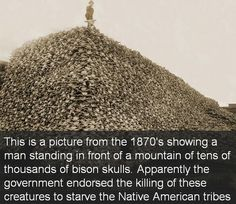 This is a picture from the 1870's showing a
man standing in front of a mountain of tens of
thousands of bison skulls. Apparently the
government endorsed the killing of these
creatures to starve the Native American tribes